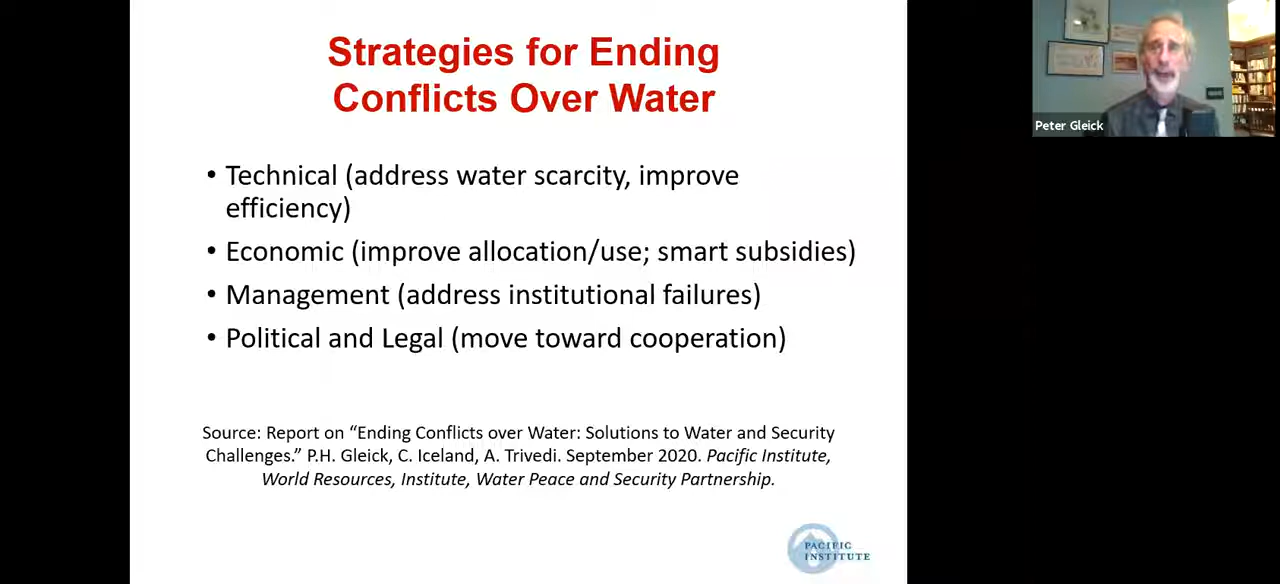 Strategies for Ending
Conflicts Over Water
• Technical (address water scarcity, improve
efficiency)
• Economic (improve allocation/use; smart subsidies)
• Management (address institutional failures)
• Political and Legal (move toward cooperation)
Source: Report on “Ending Conflicts over Water: Solutions to Water and Security
Challenges.” P.H. Gleick, C. Iceland, A. Trivedi. September 2020. Pacific Institute,
World Resources, Institute, Water Peace and Security Partnership.
PACIFIC
INSTITUTE
Peter Gleick